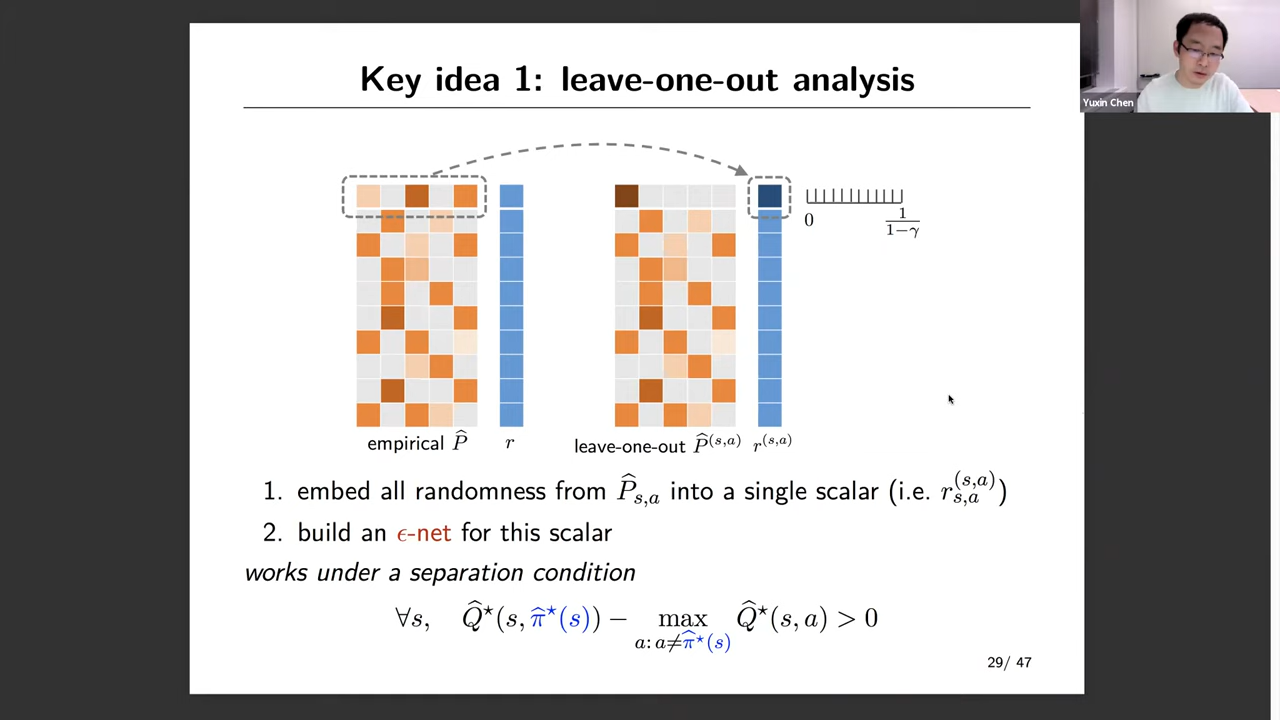 Key idea 1: leave-one-out analysis
Yuxin Chen
0
1/(1−γ)
empirical P̂
r
leave-one-out P̂^(s,a)
r^(s,a)
1. embed all randomness from P̂_{s,a} into a single scalar (i.e. r_{s,a}^{(s,a)})
2. build an ϵ-net for this scalar
works under a separation condition
∀s, Q̂⋆(s, π̂⋆(s)) − max_{a: a≠π̂⋆(s)} Q̂⋆(s, a) > 0
29/ 47